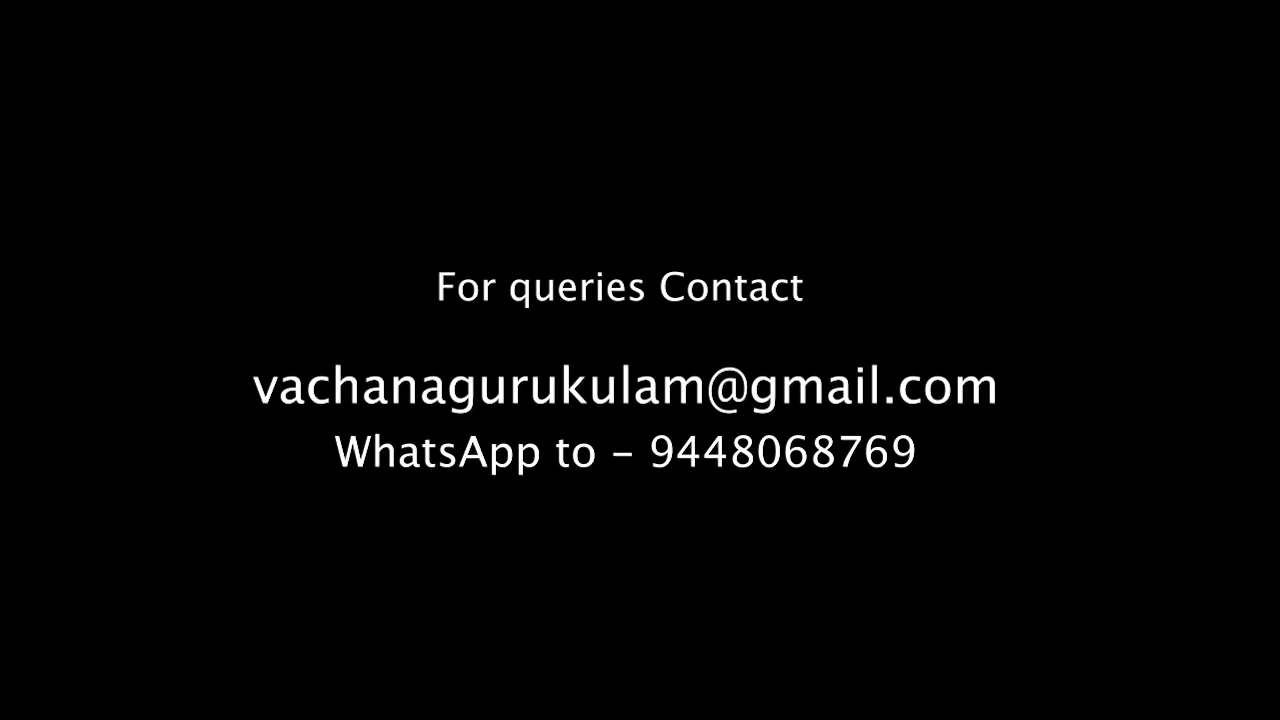 For queries Contact
vachanagurukulam@gmail.com
WhatsApp to – 9448068769